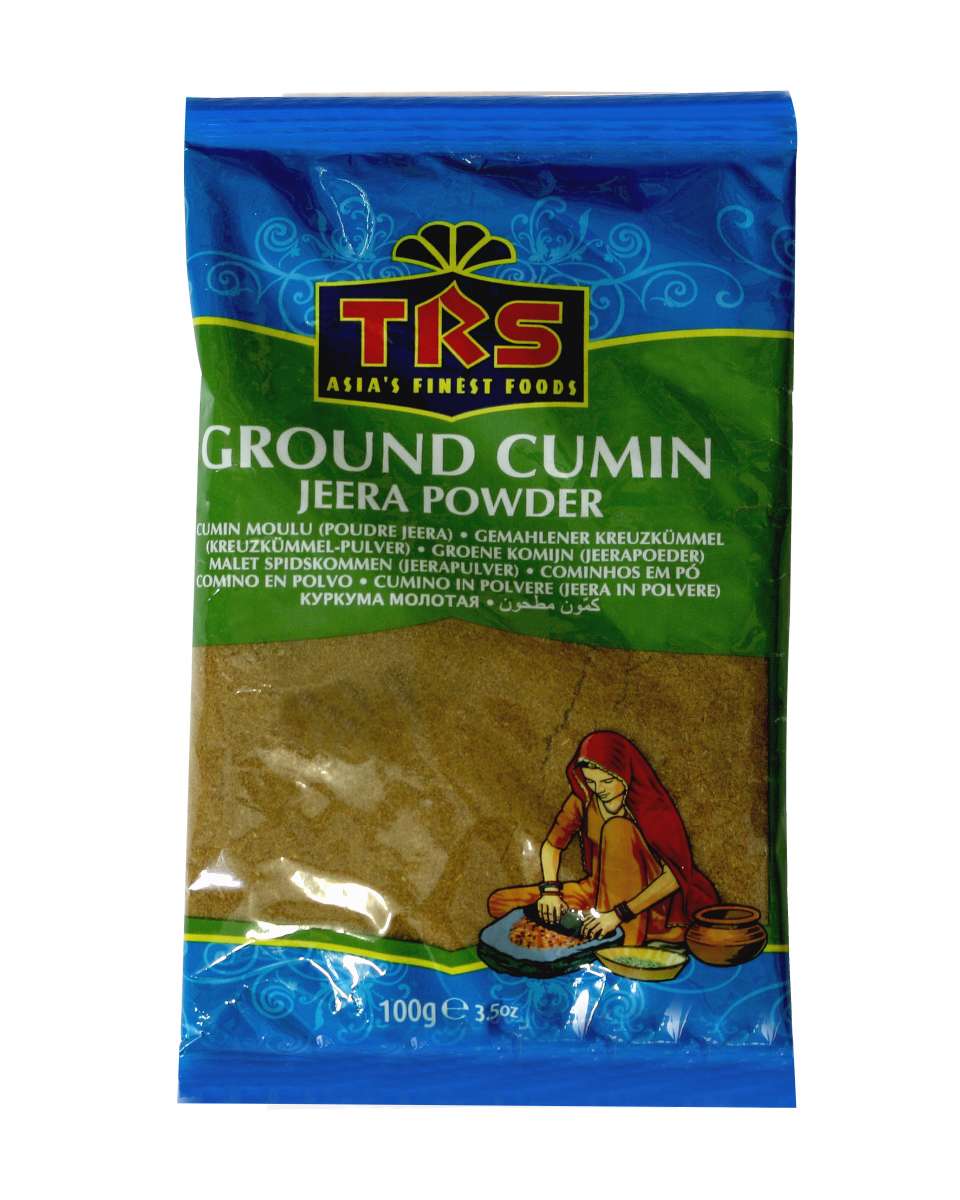 TRS
ASIA'S FINEST FOODS
GROUND CUMIN
JEERA POWDER
CUMIN MOULU (POUDRE JEERA) • GEMAHLENER KREUZKÜMMEL
(KREUZKÜMMEL-PULVER) • GROENE KOMIJN (JEERAPOEDER)
MALET SPIDSKOMMEN (JEERAPULVER) • COMINHOS EM PÓ
COMINO EN POLVO • CUMINO IN POLVERE (JEERA IN POLVERE)
КУРКУМА МОЛОТАЯ • كمّون مطحون
100g ℮ 3.5oz